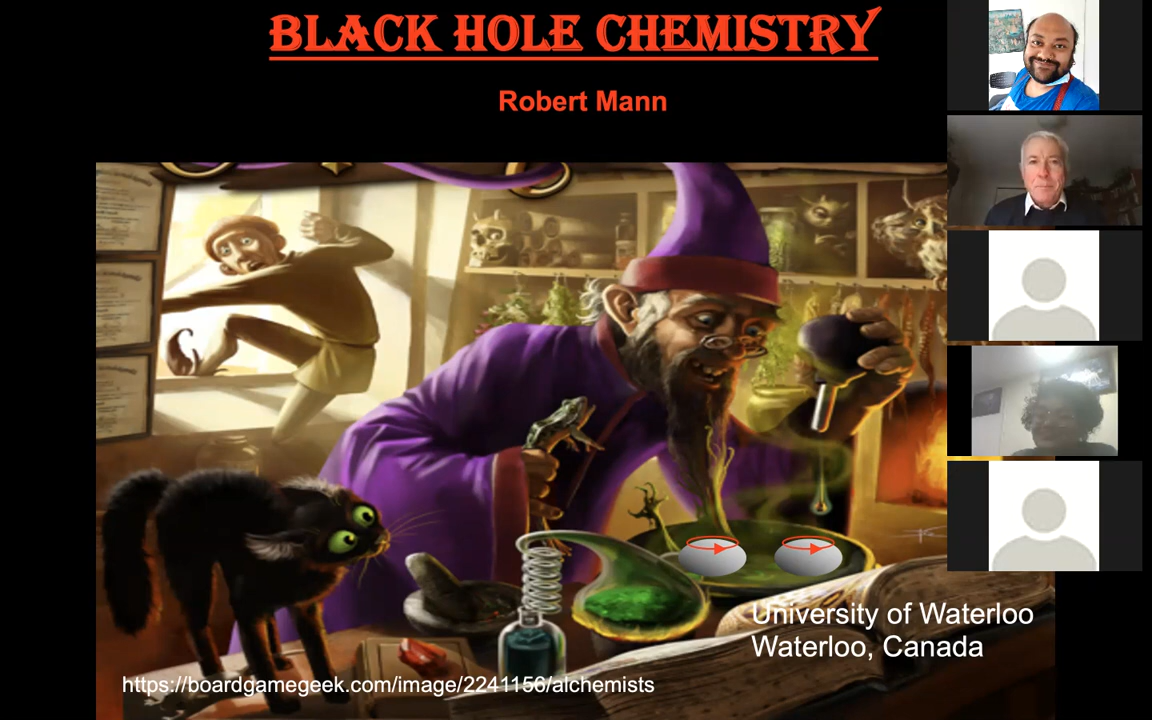 BLACK HOLE CHEMISTRY
Robert Mann
University of Waterloo
Waterloo, Canada
https://boardgamegeek.com/image/2241156/alchemists